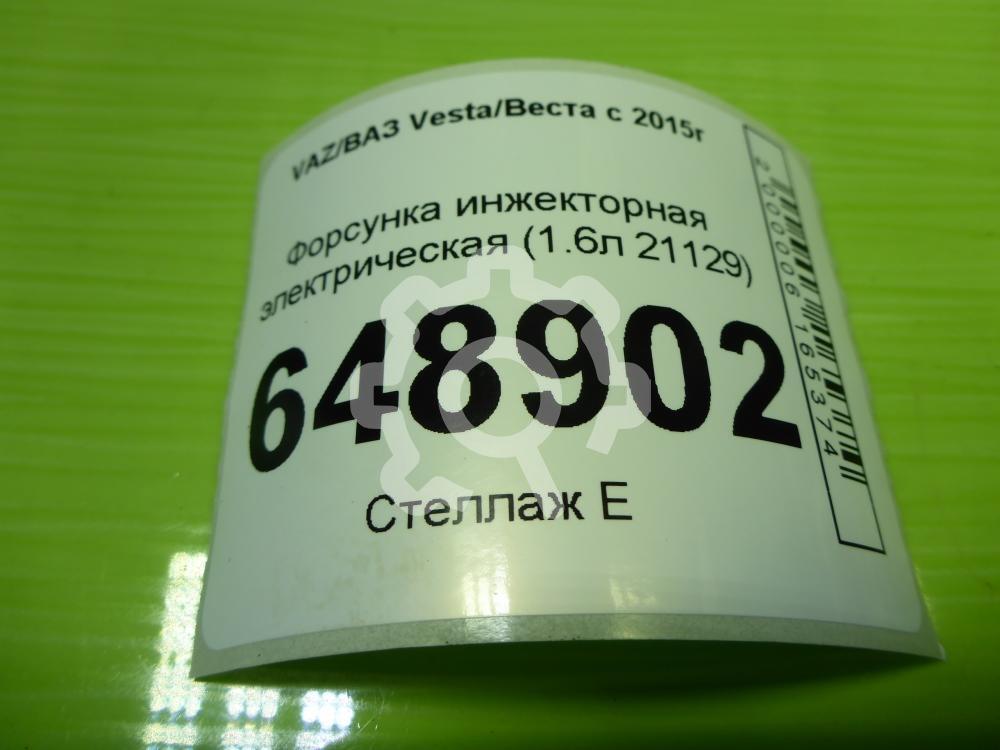 VAZ/ВАЗ Vesta/Веста с 2015г
Форсунка инжекторная
электрическая (1.6л 21129)
648902
Стеллаж Е
2000006165374